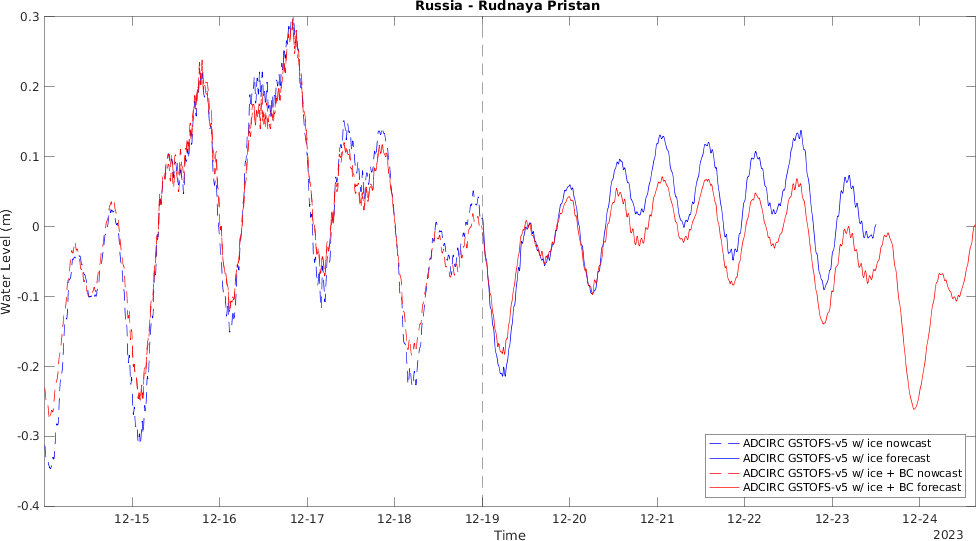 Russia - Rudnaya Pristan
0.3
0.2
0.1
0
-0.1
-0.2
-0.3
-0.4
Water Level (m)
ADCIRC GSTOFS-v5 w/ ice nowcast
ADCIRC GSTOFS-v5 w/ ice forecast
ADCIRC GSTOFS-v5 w/ ice + BC nowcast
ADCIRC GSTOFS-v5 w/ ice + BC forecast
12-15 12-16 12-17 12-18 12-19 12-20 12-21 12-22 12-23 12-24
Time
2023